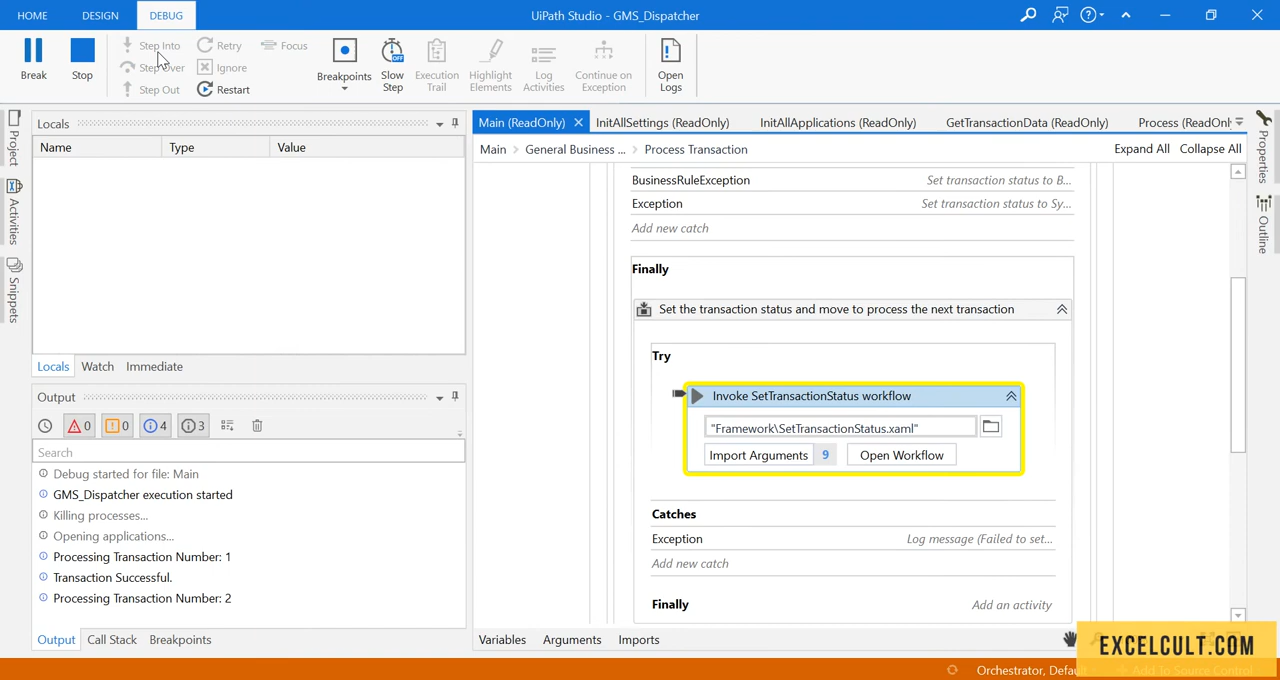 HOME DESIGN DEBUG UiPath Studio - GMS_Dispatcher
Break
Stop
Step Into
Step Over
Step Out
Retry
Ignore
Restart
Focus
Breakpoints
Slow
Step
Execution
Trail
Highlight
Elements
Log
Activities
Continue on
Exception
Open
Logs
Project
Activities
Snippets
Locals
Name Type Value
Locals Watch Immediate
Output
0 0 4 3
Search
Debug started for file: Main
GMS_Dispatcher execution started
Killing processes...
Opening applications...
Processing Transaction Number: 1
Transaction Successful.
Processing Transaction Number: 2
Output Call Stack Breakpoints
Main (ReadOnly) InitAllSettings (ReadOnly) InitAllApplications (ReadOnly) GetTransactionData (ReadOnly) Process (ReadOnly
Main > General Business ... > Process Transaction Expand All Collapse All
BusinessRuleException Set transaction status to B...
Exception Set transaction status to Sy...
Add new catch
Finally
Set the transaction status and move to process the next transaction
Try
Invoke SetTransactionStatus workflow
"Framework\SetTransactionStatus.xaml"
Import Arguments 9 Open Workflow
Catches
Exception Log message (Failed to set...
Add new catch
Finally Add an activity
Variables Arguments Imports
Properties
Outline
EXCELCULT.COM
Orchestrator, Default
Add To Source Control